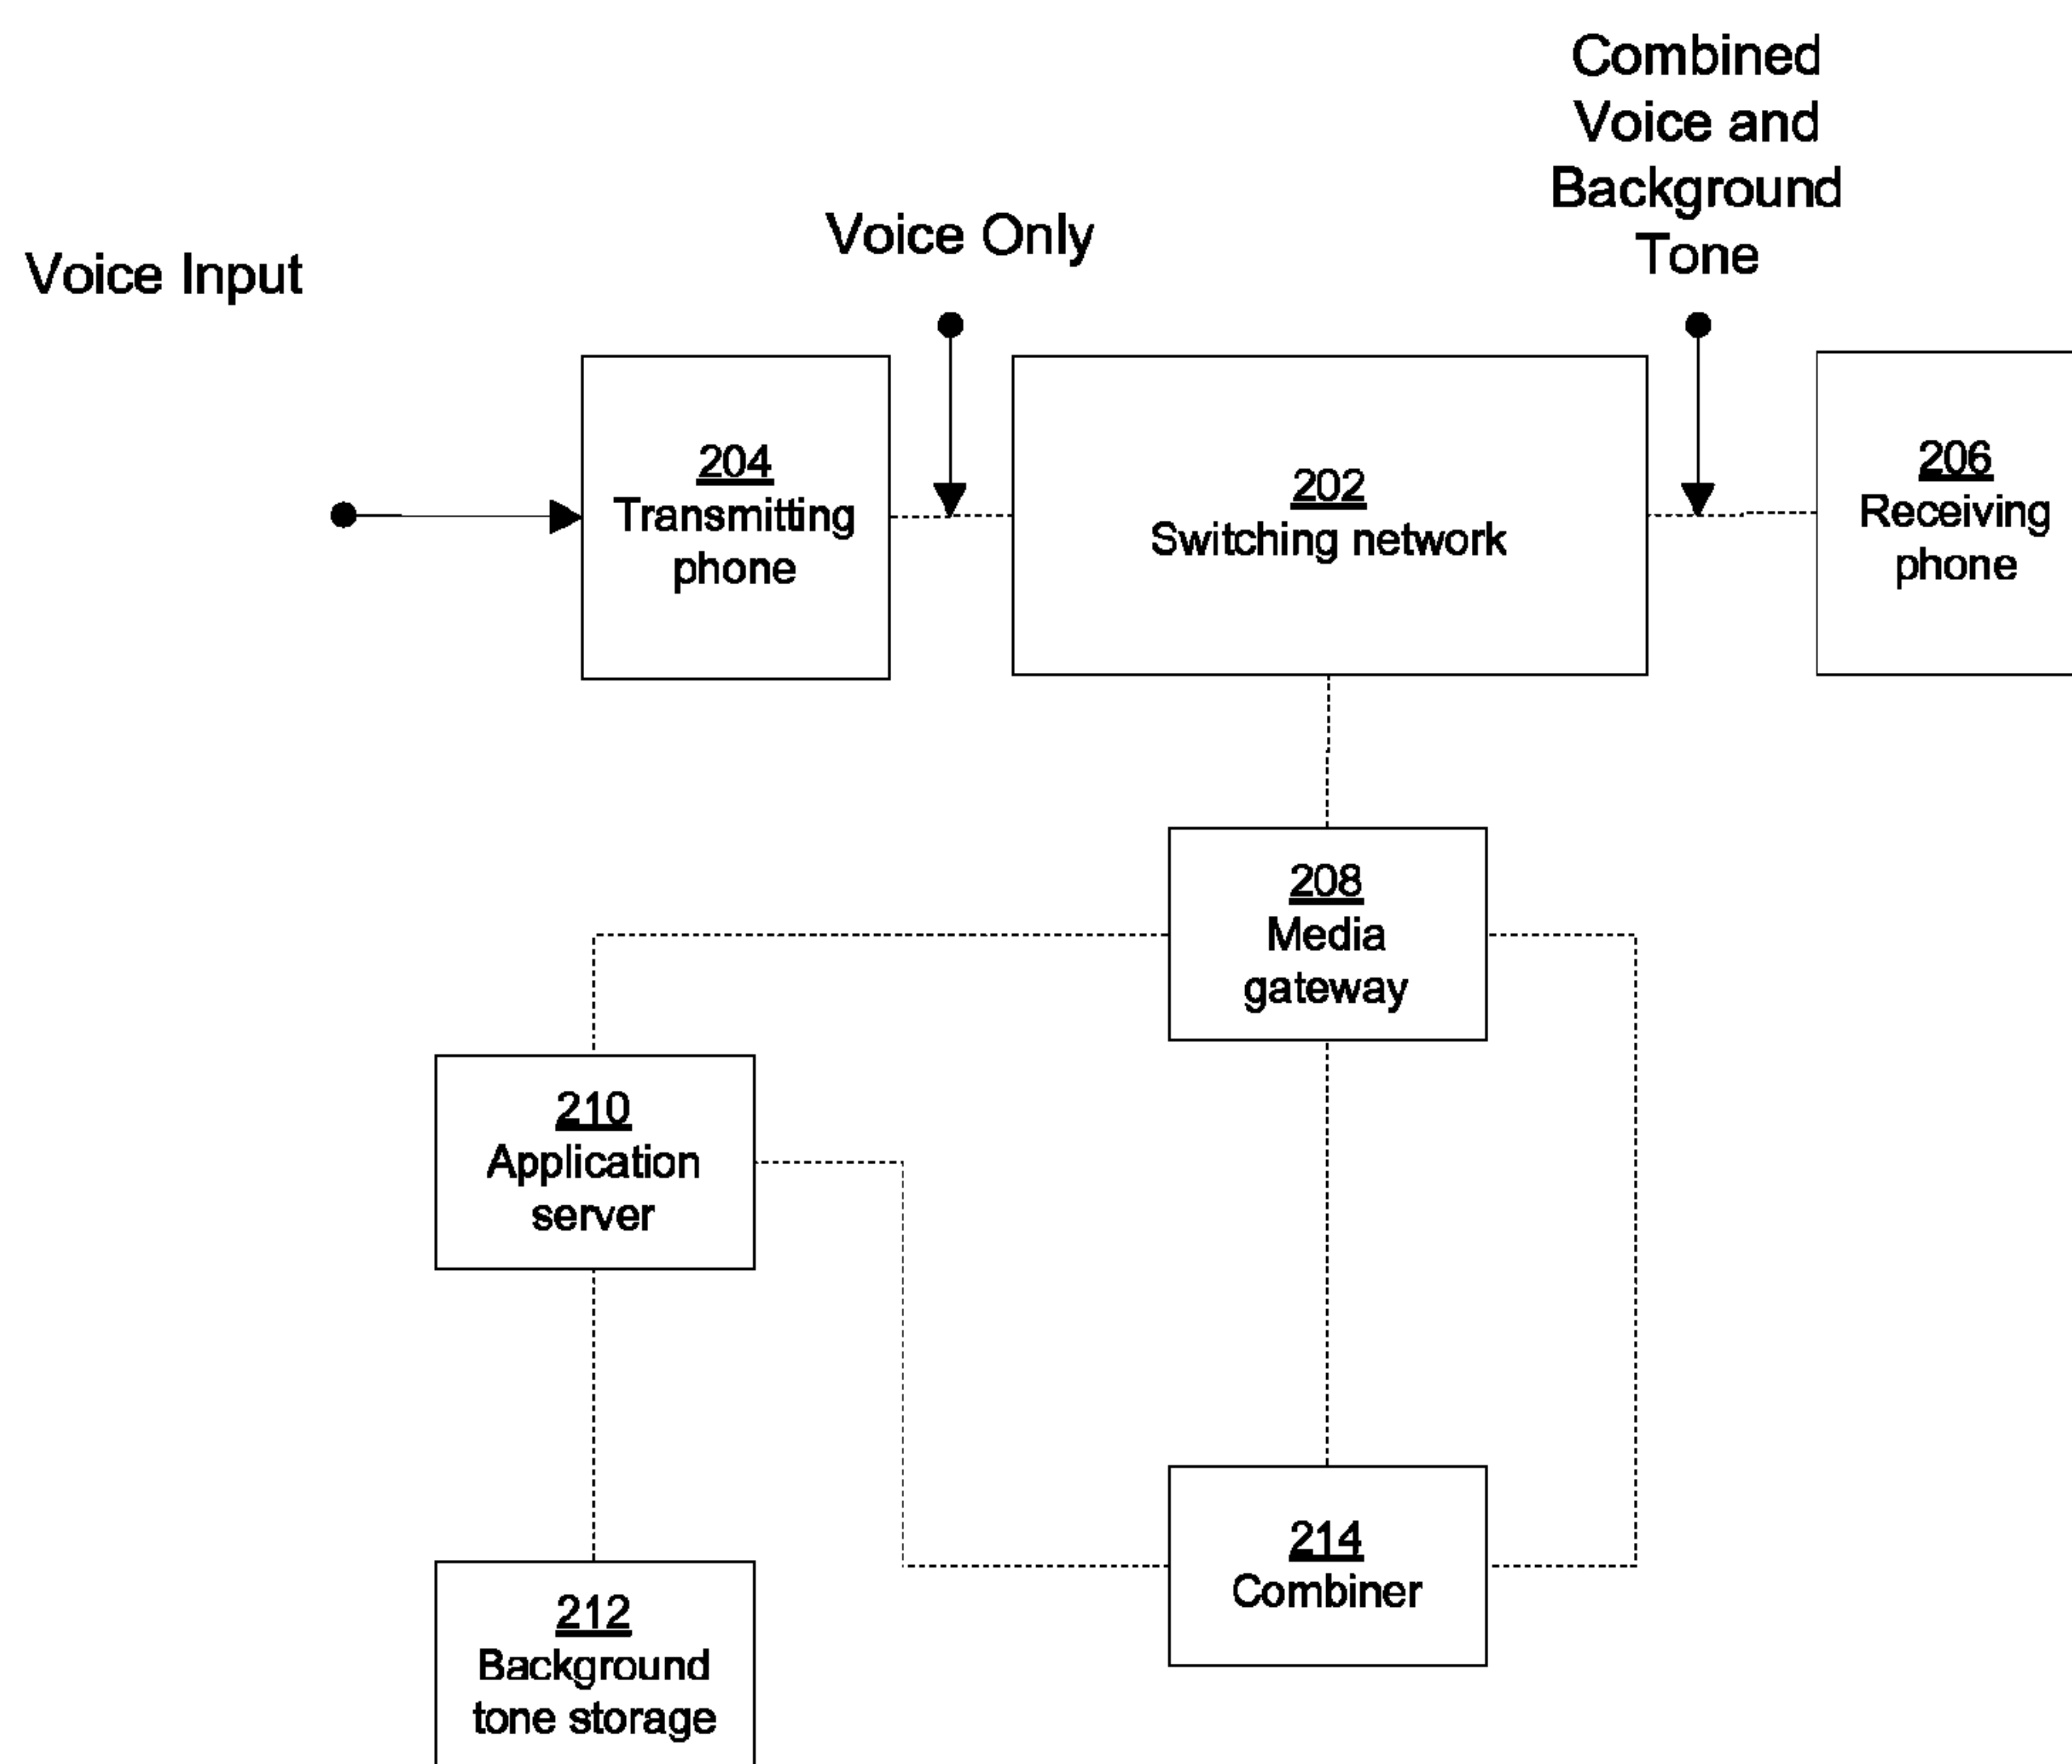 Combined
Voice and
Background
Tone
Voice Only
Voice Input
204
Transmitting
phone
202
Switching network
206
Receiving
phone
208
Media
gateway
210
Application
server
214
Combiner
212
Background
tone storage